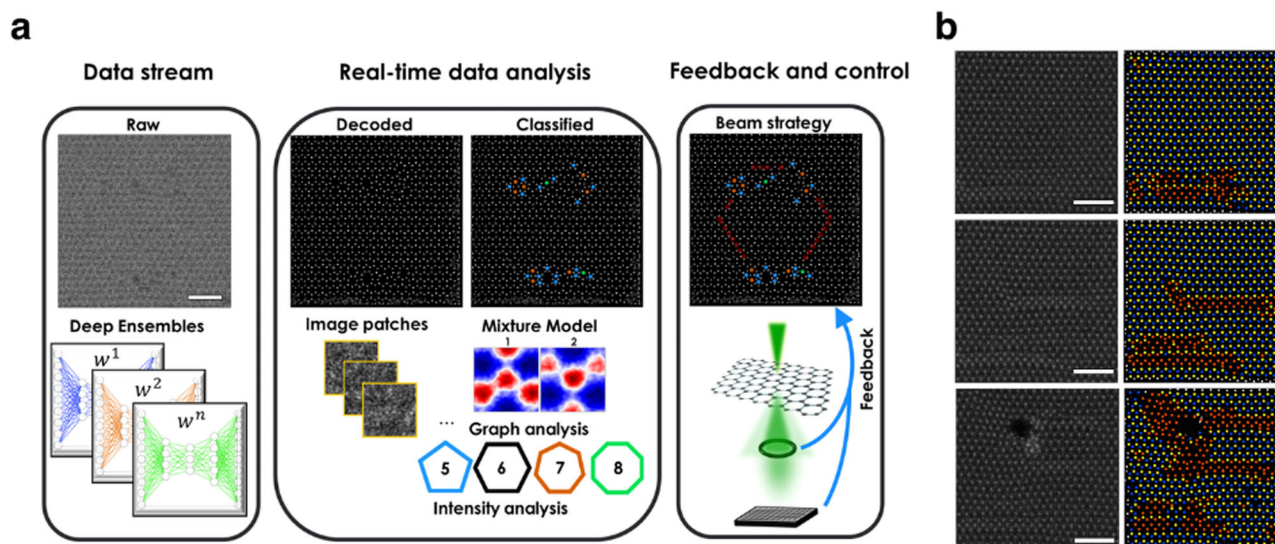 a
b
Data stream
Real-time data analysis
Feedback and control
Raw
Decoded
Classified
Beam strategy
Deep Ensembles
w¹
w²
wⁿ
Image patches
Mixture Model
1
2
...
Graph analysis
5
6
7
8
Intensity analysis
Feedback